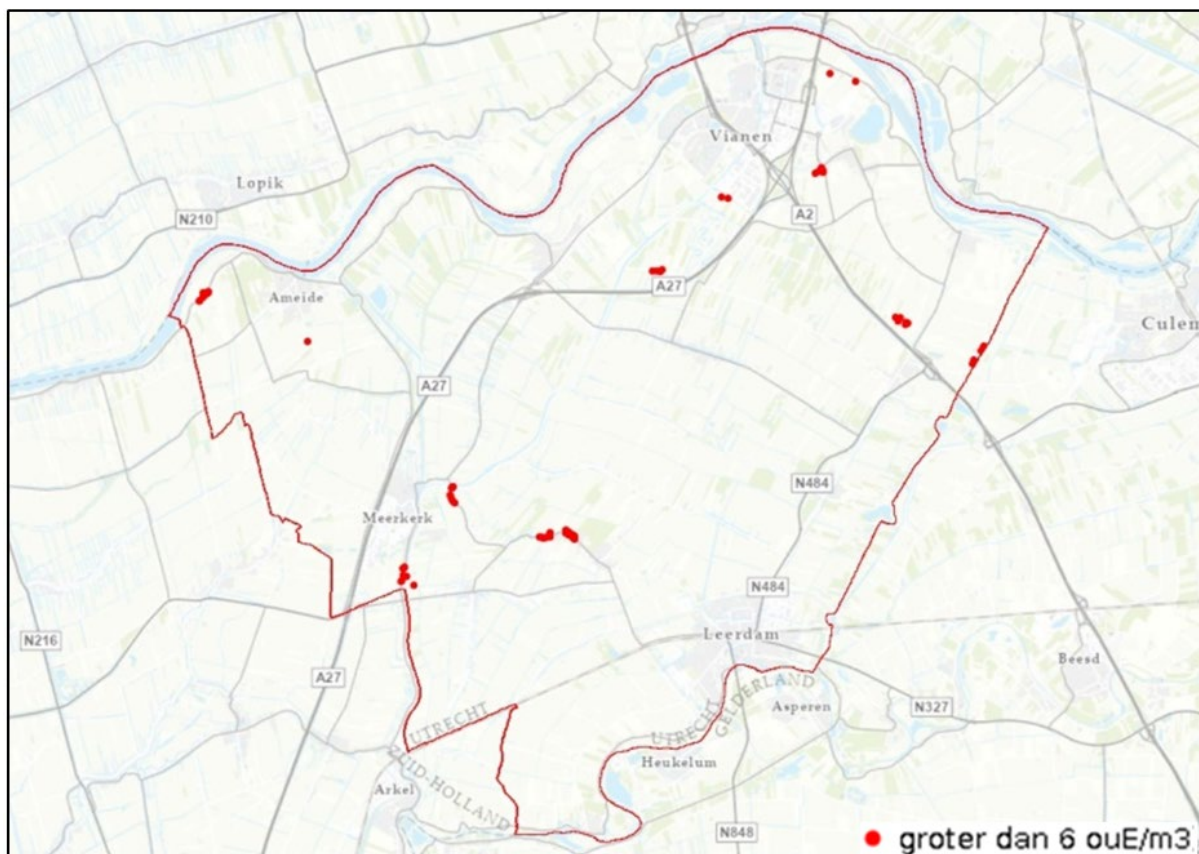 Vianen
Lopik
N210
A2
Ameide
A27
Culem
A27
N484
Meerkerk
N484
Leerdam
N216
Beesd
A27
UTRECHT
GELDERLAND
UTRECHT
Asperen
N327
ZUID-HOLLAND
Heukelum
Arkel
N848
groter dan 6 ouE/m3